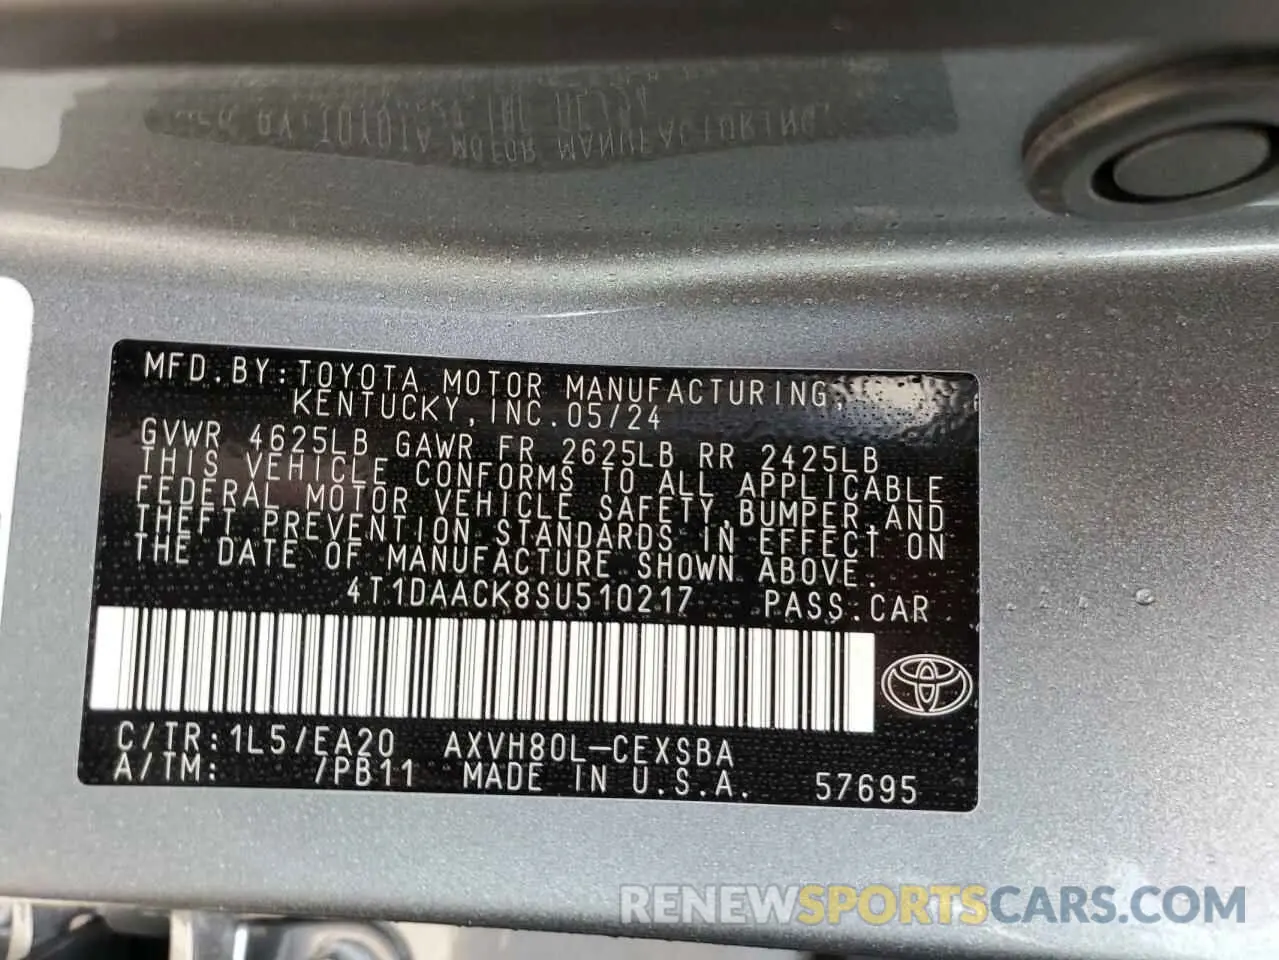 MFD.BY:TOYOTA MOTOR MANUFACTURING,
KENTUCKY,INC.05/24
GVWR 4625LB GAWR FR 2625LB RR 2425LB
THIS VEHICLE CONFORMS TO ALL APPLICABLE
FEDERAL MOTOR VEHICLE SAFETY,BUMPER,AND
THEFT PREVENTION STANDARDS IN EFFECT ON
THE DATE OF MANUFACTURE SHOWN ABOVE.
4T1DAACK8SU510217 PASS.CAR
C/TR:1L5/EA20 AXVH80L-CEXSBA
A/TM: /PB11 MADE IN U.S.A. 57695
RENEWSPORTSCARS.COM